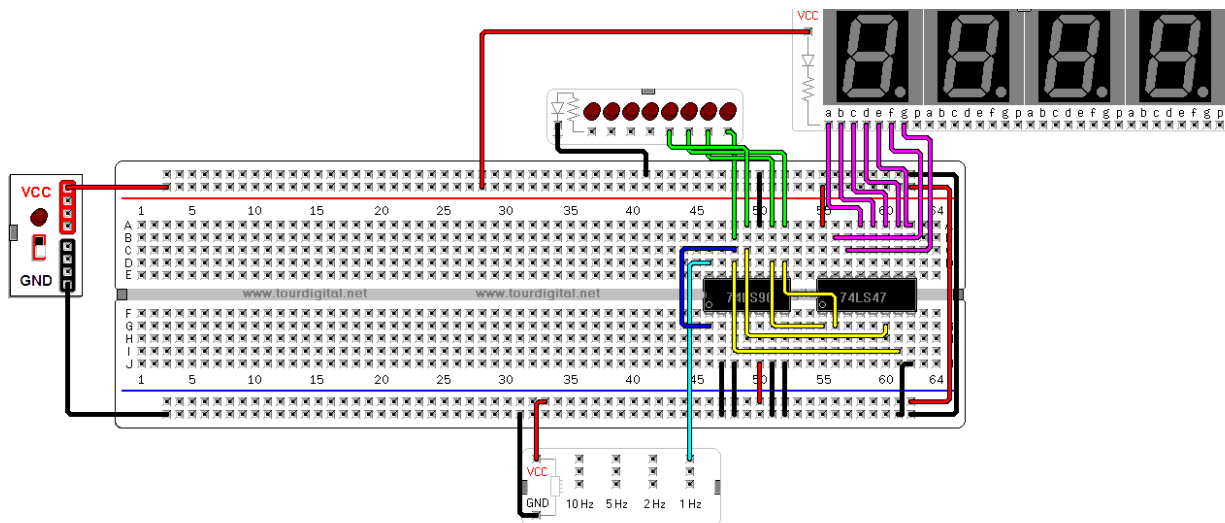 VCC
a b c d e f g p a b c d e f g p a b c d e f g p a b c d e f g p
VCC
GND
1 5 10 15 20 25 30 35 40 45 50 55 60 64
A
B
C
D
E
www.tourdigital.net www.tourdigital.net 74LS90 74LS47
F
G
H
I
J
1 5 10 15 20 25 30 35 40 45 50 55 60 64
VCC
GND 10 Hz 5 Hz 2 Hz 1 Hz